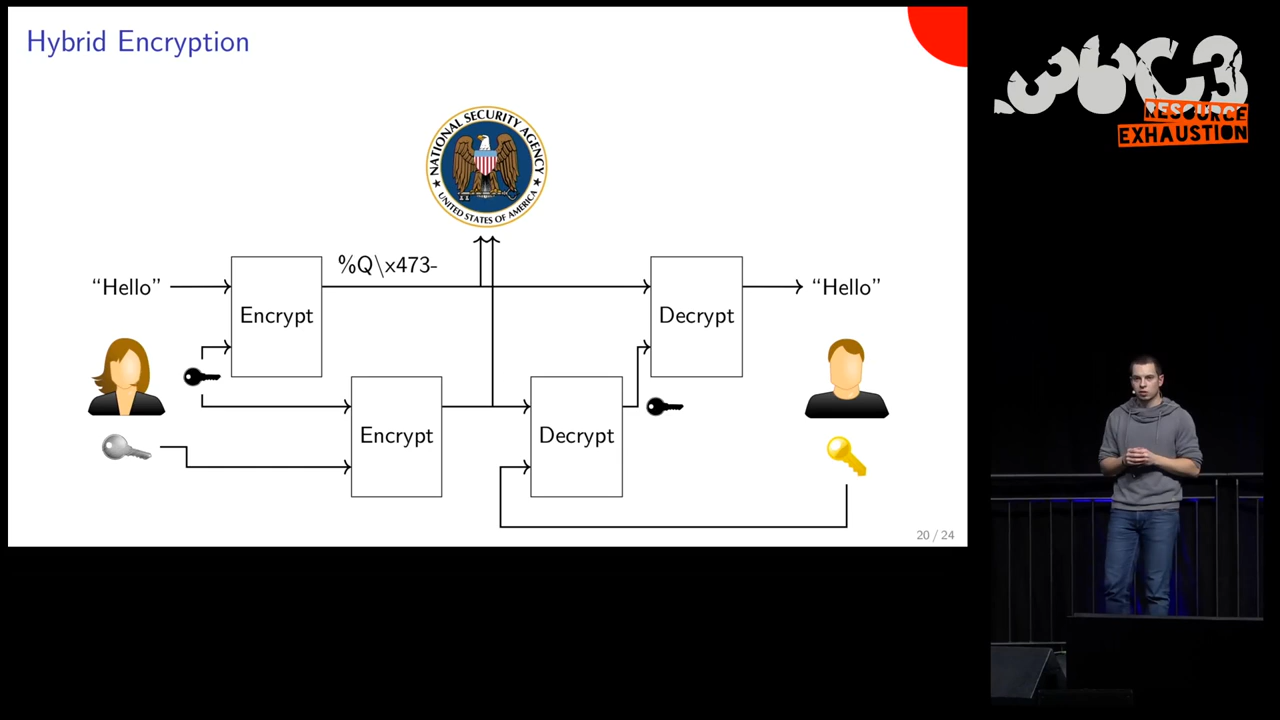 Hybrid Encryption
36C3
RESOURCE
EXHAUSTION
NATIONAL SECURITY AGENCY
UNITED STATES OF AMERICA
%Q\x473-
“Hello”
Encrypt
Decrypt
“Hello”
Encrypt
Decrypt
20 / 24